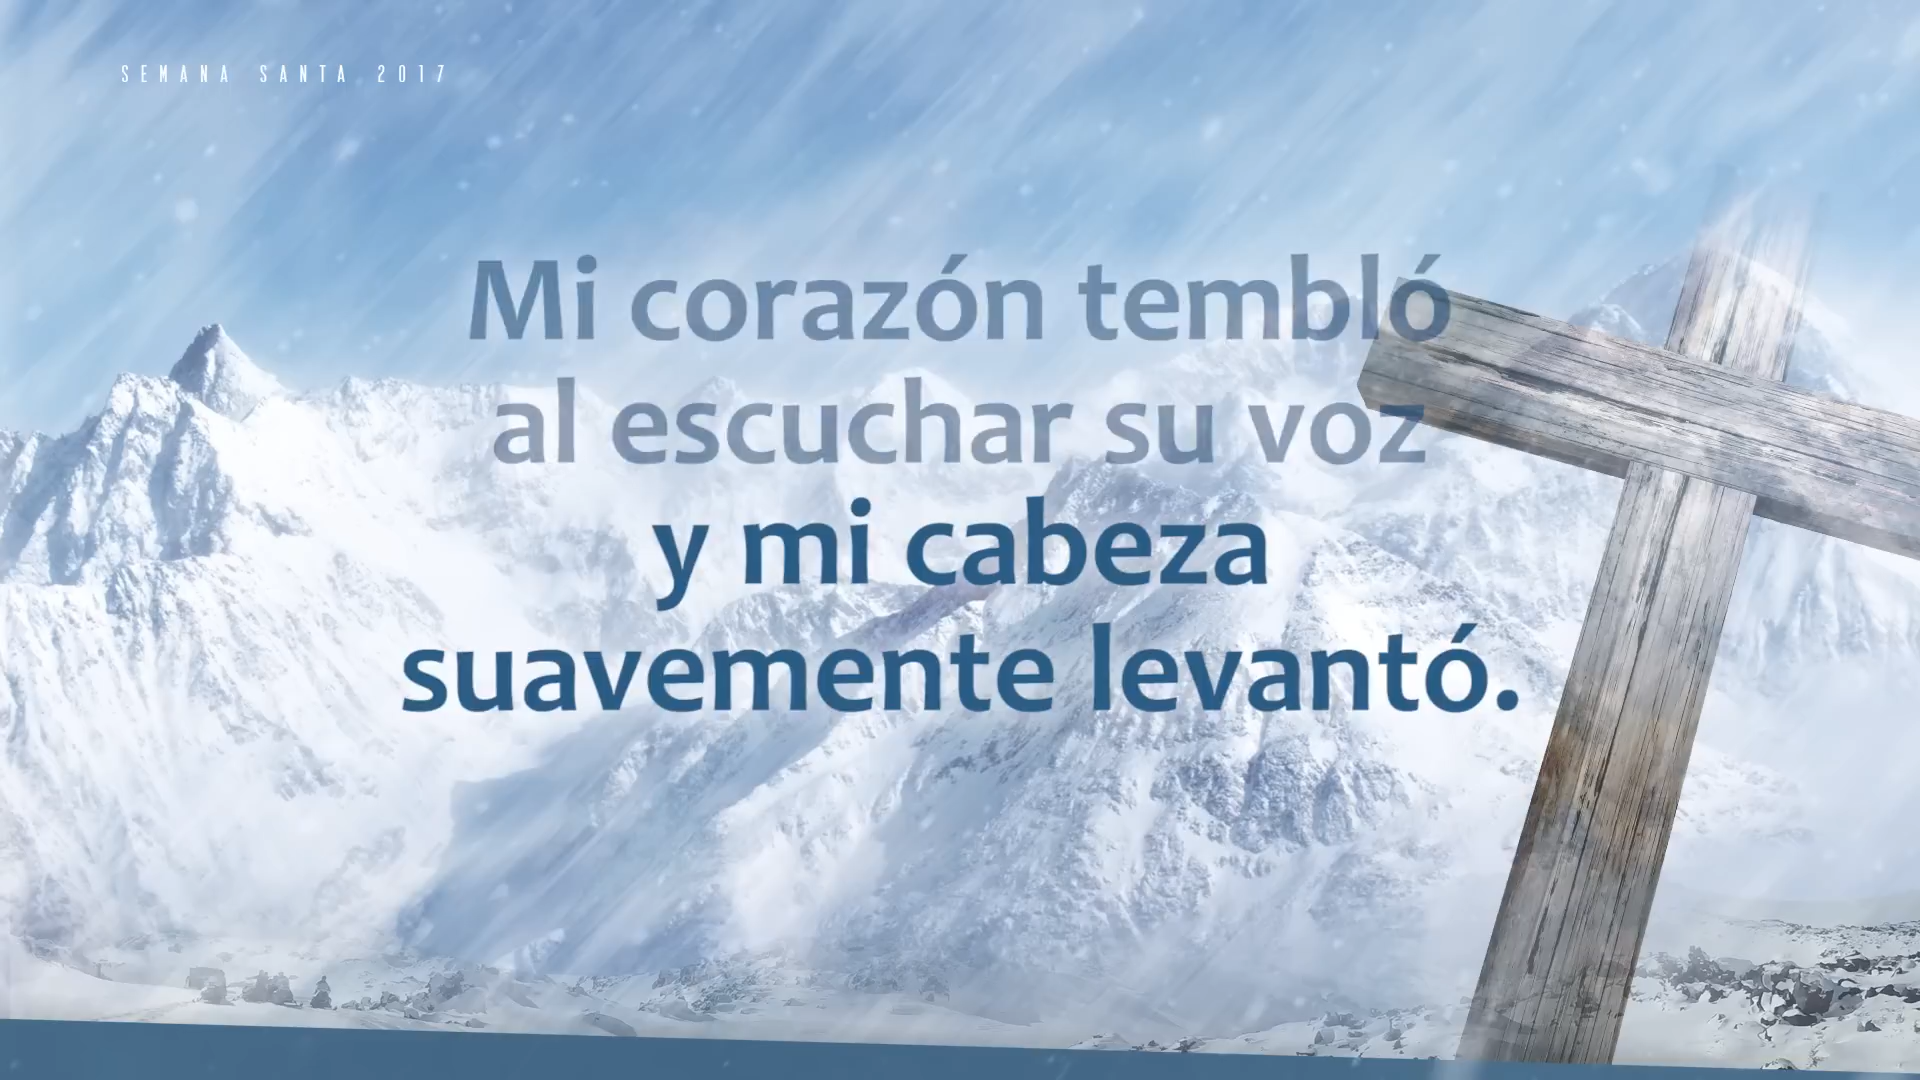 SEMANA SANTA 2017
Mi corazón tembló
al escuchar su voz
y mi cabeza
suavemente levantó.